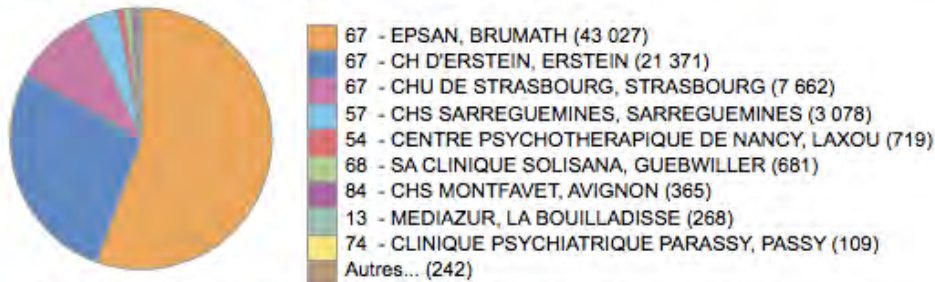 67 - EPSAN, BRUMATH (43 027)
67 - CH D'ERSTEIN, ERSTEIN (21 371)
67 - CHU DE STRASBOURG, STRASBOURG (7 662)
57 - CHS SARREGUEMINES, SARREGUEMINES (3 078)
54 - CENTRE PSYCHOTHERAPIQUE DE NANCY, LAXOU (719)
68 - SA CLINIQUE SOLISANA, GUEBWILLER (681)
84 - CHS MONTFAVET, AVIGNON (365)
13 - MEDIAZUR, LA BOUILLADISSE (268)
74 - CLINIQUE PSYCHIATRIQUE PARASSY, PASSY (109)
Autres... (242)